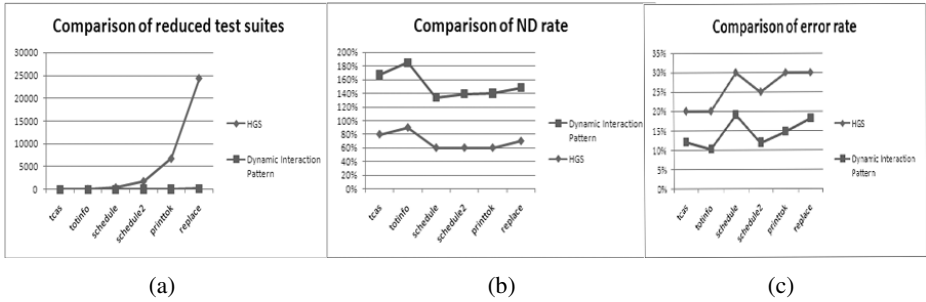 Comparison of reduced test suites
30000
25000
20000
15000
10000
5000
0
tcas
totinfo
schedule
schedule2
printtok
replace
HGS
Dynamic Interaction
Pattern
(a)
Comparison of ND rate
200%
180%
160%
140%
120%
100%
80%
60%
40%
20%
0%
tcas
totinfo
schedule
schedule2
printtok
replace
Dynamic Interaction
Pattern
HGS
(b)
Comparison of error rate
35%
30%
25%
20%
15%
10%
5%
0%
tcas
totinfo
schedule
schedule2
printtok
replace
HGS
Dynamic Interaction
Pattern
(c)